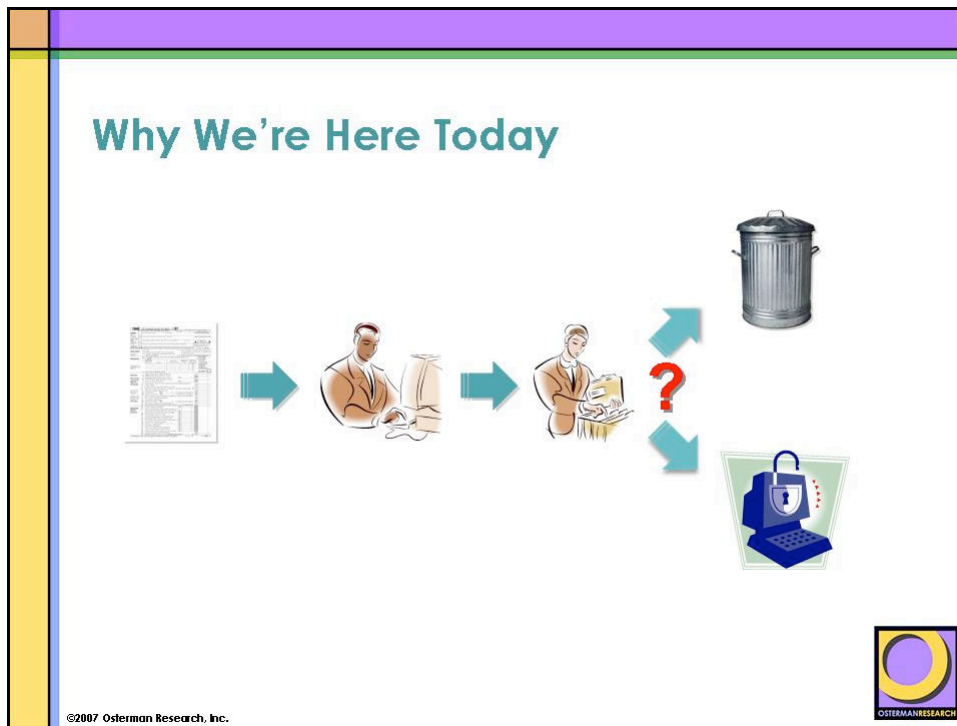 Why We're Here Today
?
©2007 Osterman Research, Inc.
OSTERMANRESEARCH